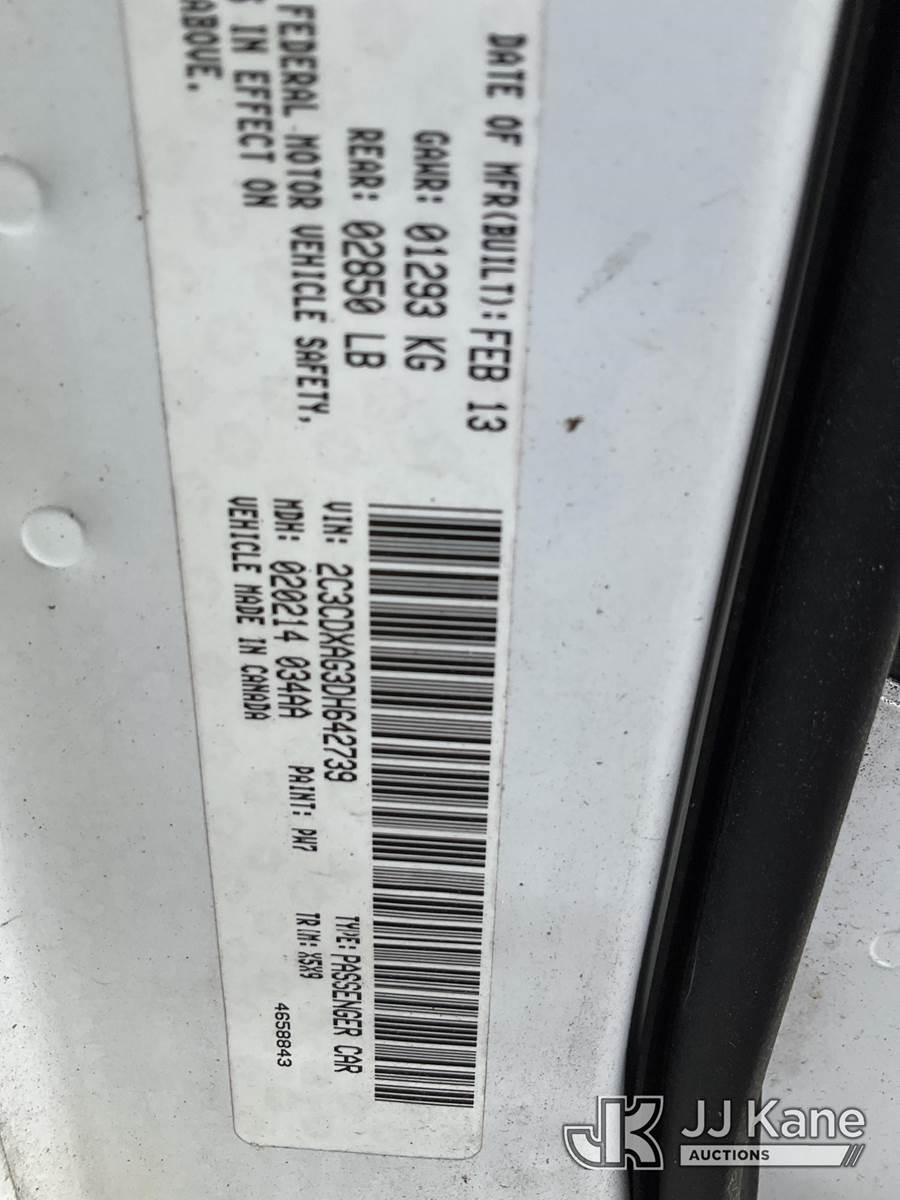 DATE OF MFR(BUILT): FEB 13
GAWR: 01293 KG
REAR: 02850 LB
FEDERAL MOTOR VEHICLE SAFETY,
IN EFFECT ON
ABOVE.
VIN: 2C3CDXAG3DH642739
TYPE: PASSENGER CAR
MDH: 020214 034AA
PAINT: PW7
TRIM: X5X9
VEHICLE MADE IN CANADA
4658843
JK JJ Kane
AUCTIONS